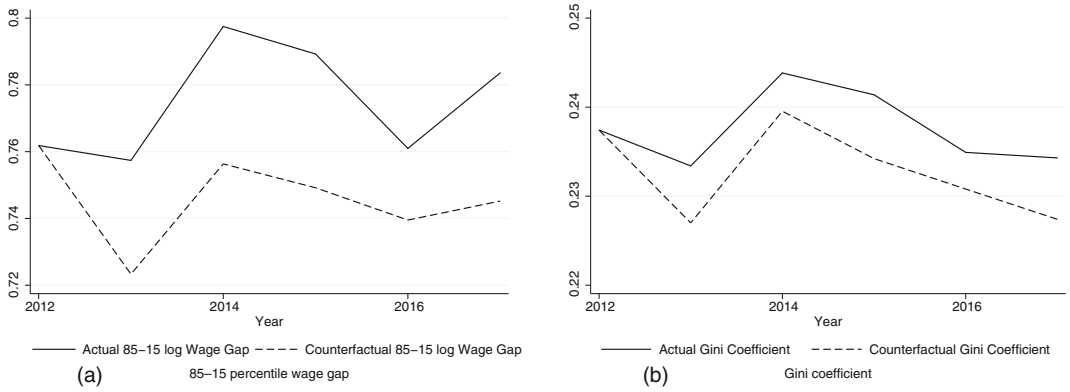 0.8
0.78
0.76
0.74
0.72
2012
2014
2016
Year
Actual 85–15 log Wage Gap
Counterfactual 85–15 log Wage Gap
(a)
85–15 percentile wage gap
0.25
0.24
0.23
0.22
2012
2014
2016
Year
Actual Gini Coefficient
Counterfactual Gini Coefficient
(b)
Gini coefficient